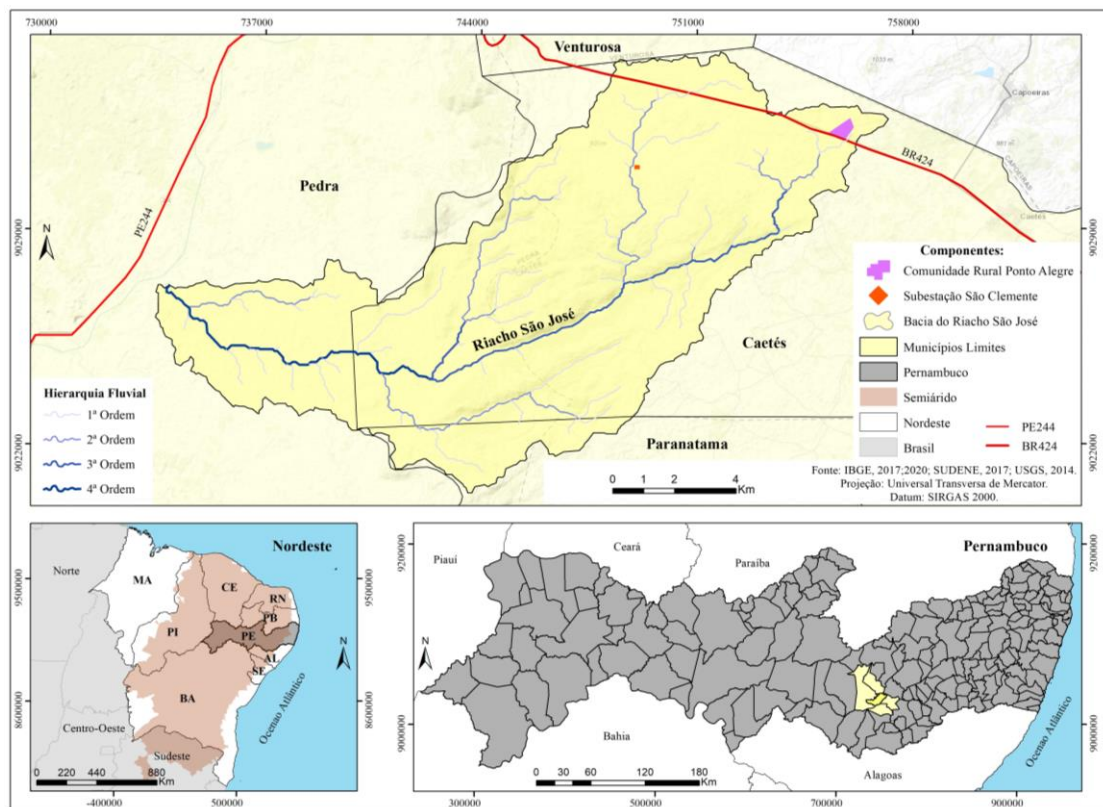 730000
737000
744000
751000
758000
Venturosa
VENTUROSA
Capoeiras
CAPOEIRAS
BR424
Caetés
Pedra
PE244
9029000
9029000
N
Riacho São José
Caetés
Componentes:
Comunidade Rural Ponto Alegre
Subestação São Clemente
Bacia do Riacho São José
Municípios Limites
Pernambuco
Semiárido
Nordeste
Brasil
PE244
BR424
Hierarquia Fluvial
1ª Ordem
2ª Ordem
3ª Ordem
4ª Ordem
9022000
9022000
Paranatama
0 1 2 4
Km
Fonte: IBGE, 2017;2020; SUDENE, 2017; USGS, 2014.
Projeção: Universal Transversa de Mercator.
Datum: SIRGAS 2000.
Nordeste
Norte
MA
CE
RN
PB
PE
PI
AL
SE
BA
Centro-Oeste
Sudeste
Ocenao Atlântico
N
9500000
9500000
8600000
8600000
0 220 440 880
Km
-400000
500000
Pernambuco
Piauí
Ceará
Paraíba
Bahia
Alagoas
Ocenao Atlântico
N
9200000
9200000
9000000
9000000
0 30 60 120 180
Km
300000
500000
700000
900000